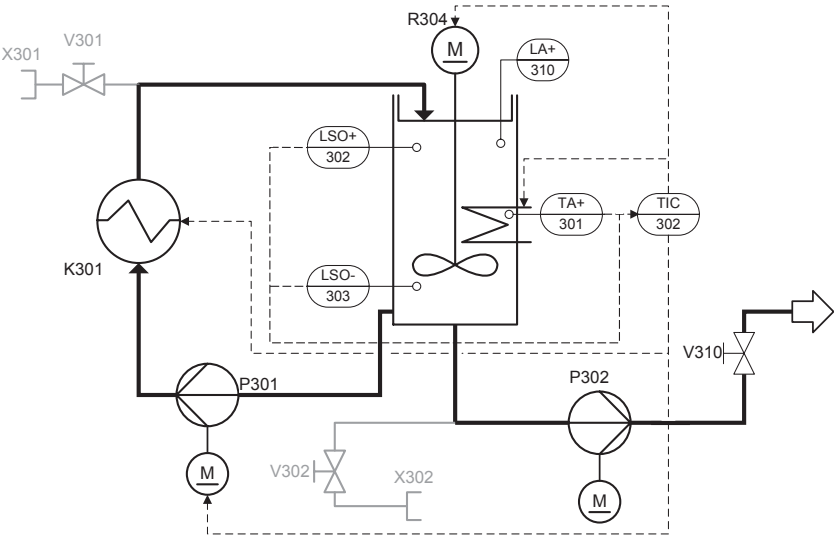 R304
V301
X301
M
LA+
310
LSO+
302
TA+
301
TIC
302
K301
LSO-
303
V310
P301
P302
V302
X302
M
M